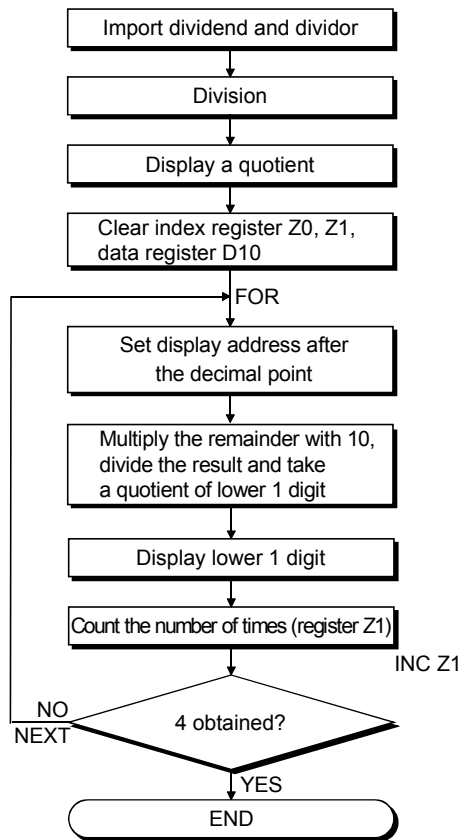 Import dividend and dividor
Division
Display a quotient
Clear index register Z0, Z1,
data register D10
FOR
Set display address after
the decimal point
Multiply the remainder with 10,
divide the result and take
a quotient of lower 1 digit
Display lower 1 digit
Count the number of times (register Z1)
INC Z1
4 obtained?
NO
NEXT
YES
END